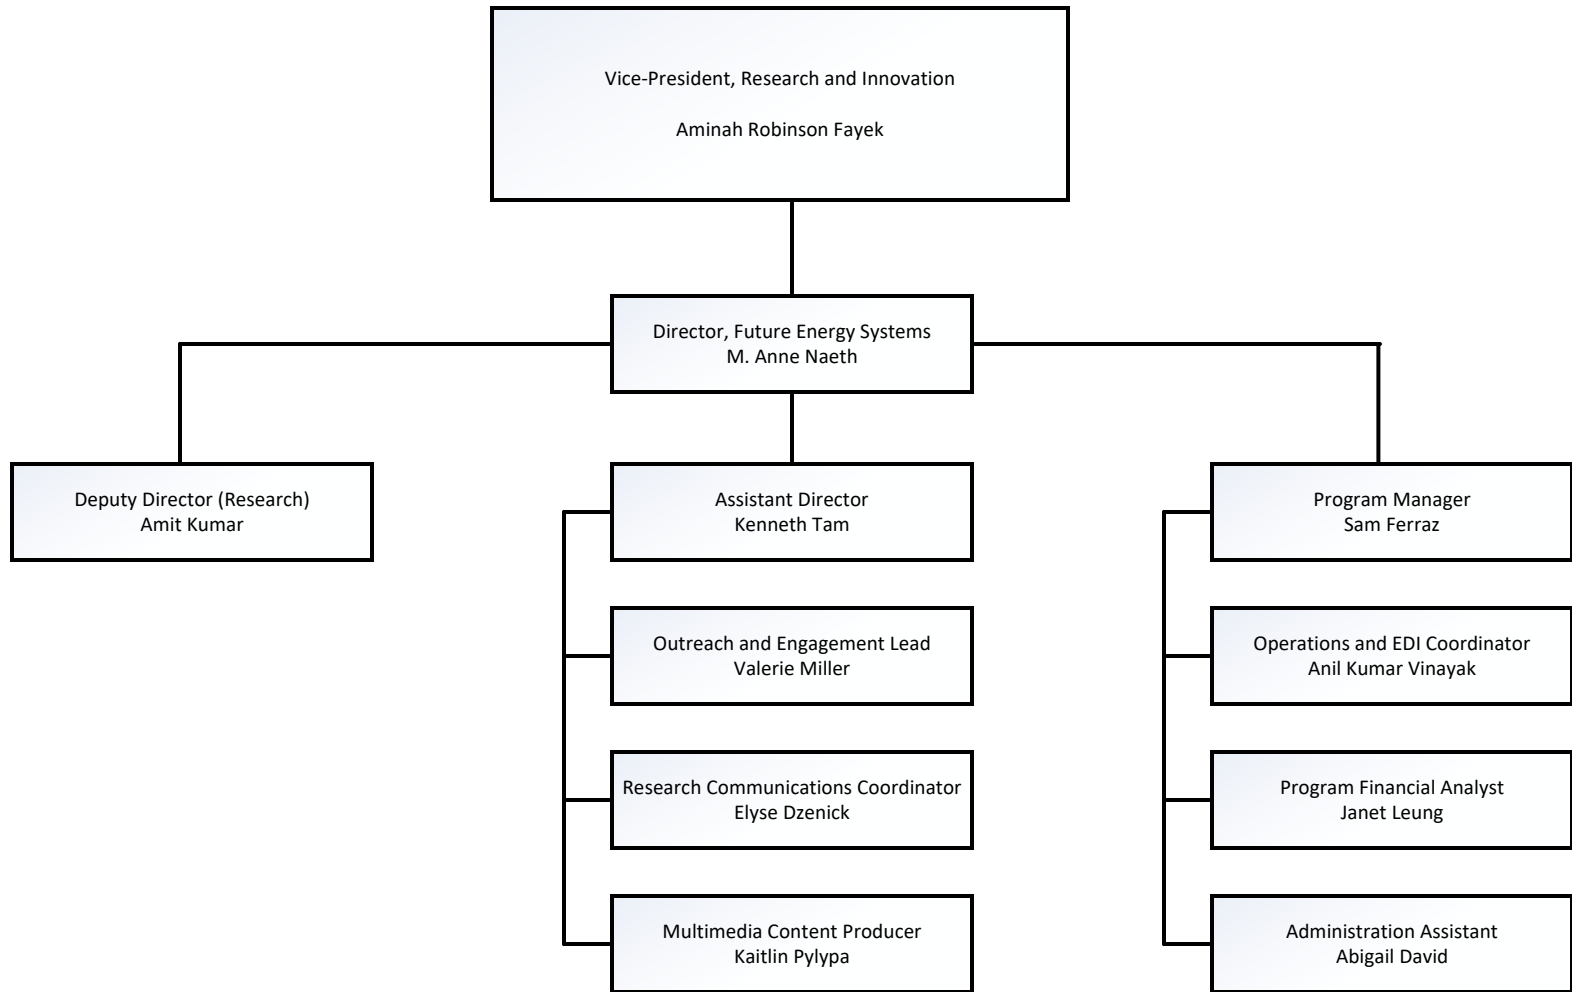 Vice-President, Research and Innovation
Aminah Robinson Fayek
Director, Future Energy Systems
M. Anne Naeth
Deputy Director (Research)
Amit Kumar
Assistant Director
Kenneth Tam
Program Manager
Sam Ferraz
Outreach and Engagement Lead
Valerie Miller
Operations and EDI Coordinator
Anil Kumar Vinayak
Research Communications Coordinator
Elyse Dzenick
Program Financial Analyst
Janet Leung
Multimedia Content Producer
Kaitlin Pylypa
Administration Assistant
Abigail David